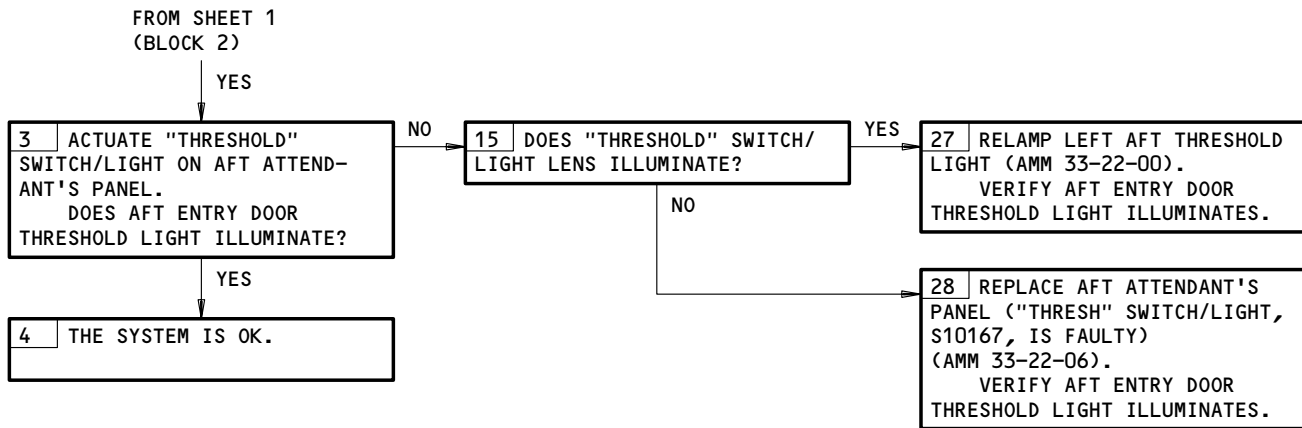 FROM SHEET 1
(BLOCK 2)
YES
3 ACTUATE "THRESHOLD"
SWITCH/LIGHT ON AFT ATTEND-
ANT'S PANEL.
DOES AFT ENTRY DOOR
THRESHOLD LIGHT ILLUMINATE?
NO
15 DOES "THRESHOLD" SWITCH/
LIGHT LENS ILLUMINATE?
YES
27 RELAMP LEFT AFT THRESHOLD
LIGHT (AMM 33-22-00).
VERIFY AFT ENTRY DOOR
THRESHOLD LIGHT ILLUMINATES.
NO
28 REPLACE AFT ATTENDANT'S
PANEL ("THRESH" SWITCH/LIGHT,
S10167, IS FAULTY)
(AMM 33-22-06).
VERIFY AFT ENTRY DOOR
THRESHOLD LIGHT ILLUMINATES.
YES
4 THE SYSTEM IS OK.